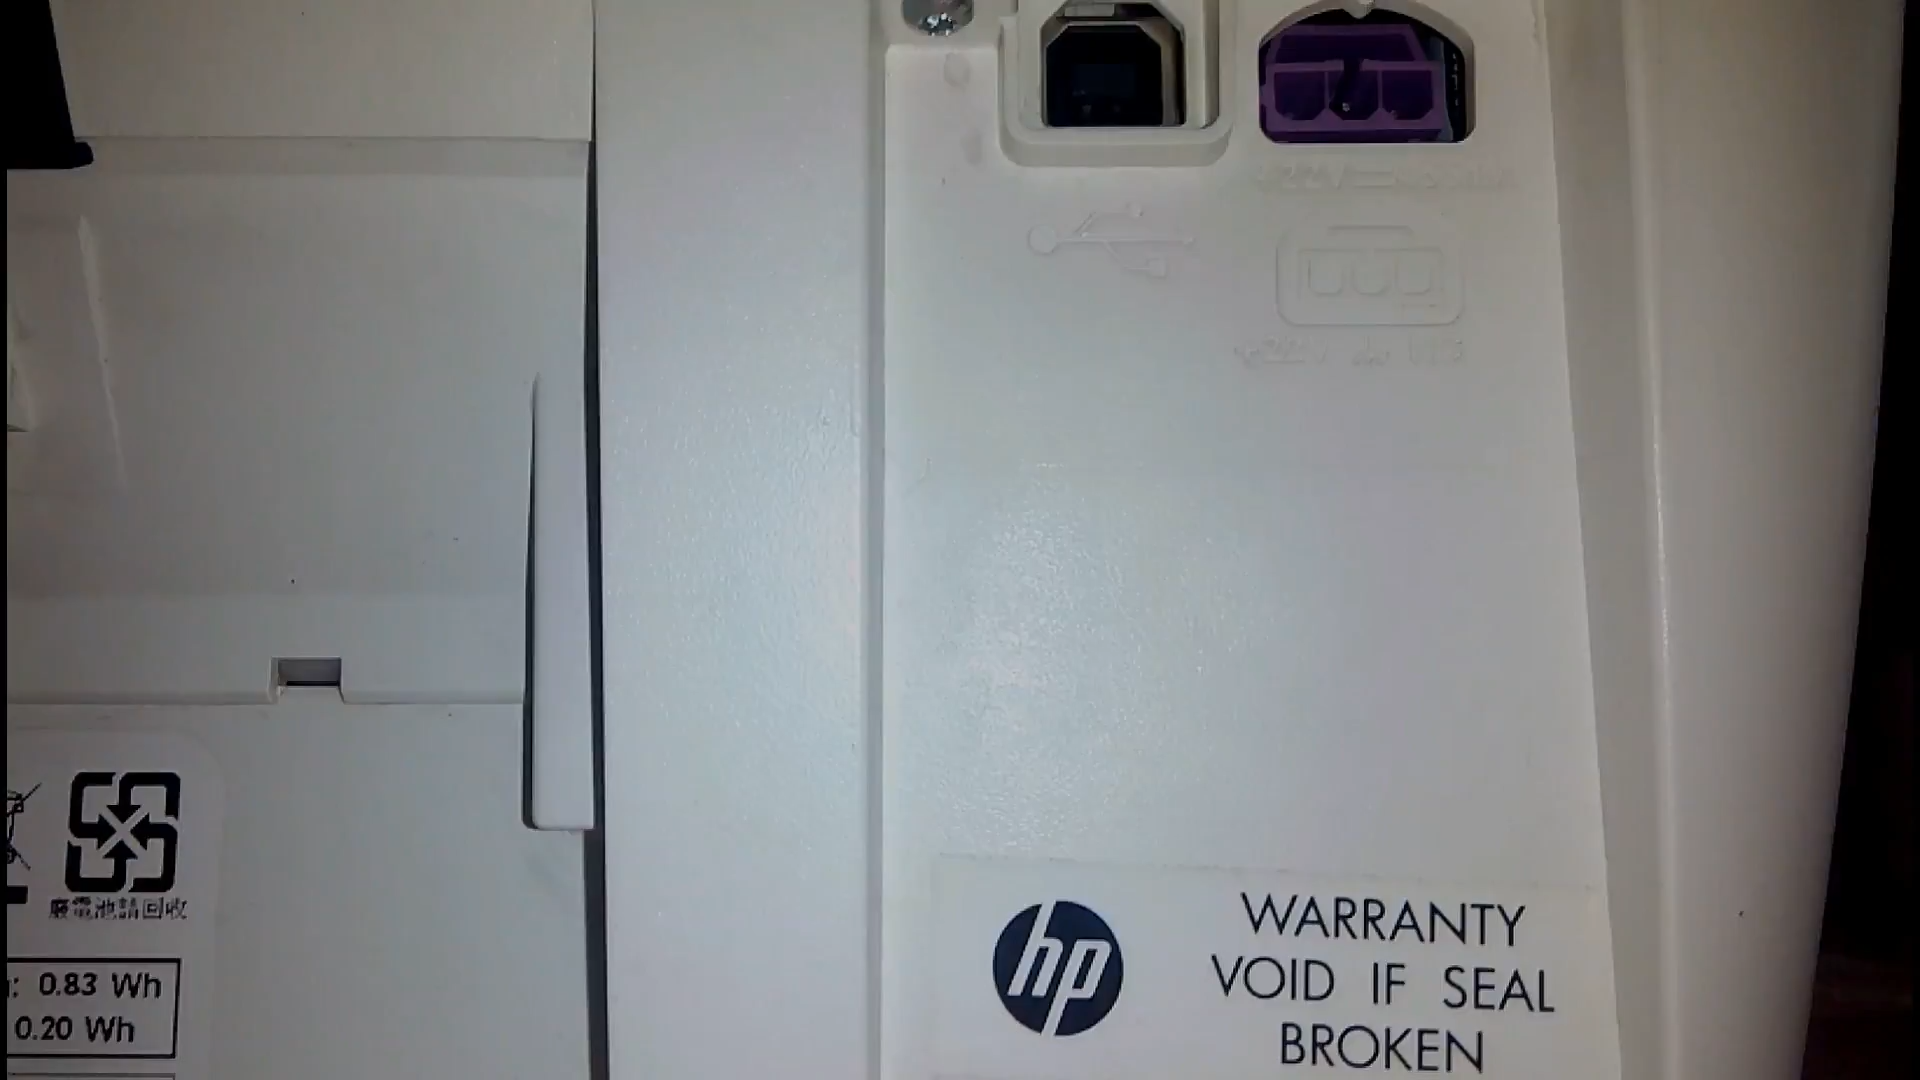 廢電池請回收
0.83 Wh
0.20 Wh
hp
WARRANTY
VOID IF SEAL
BROKEN